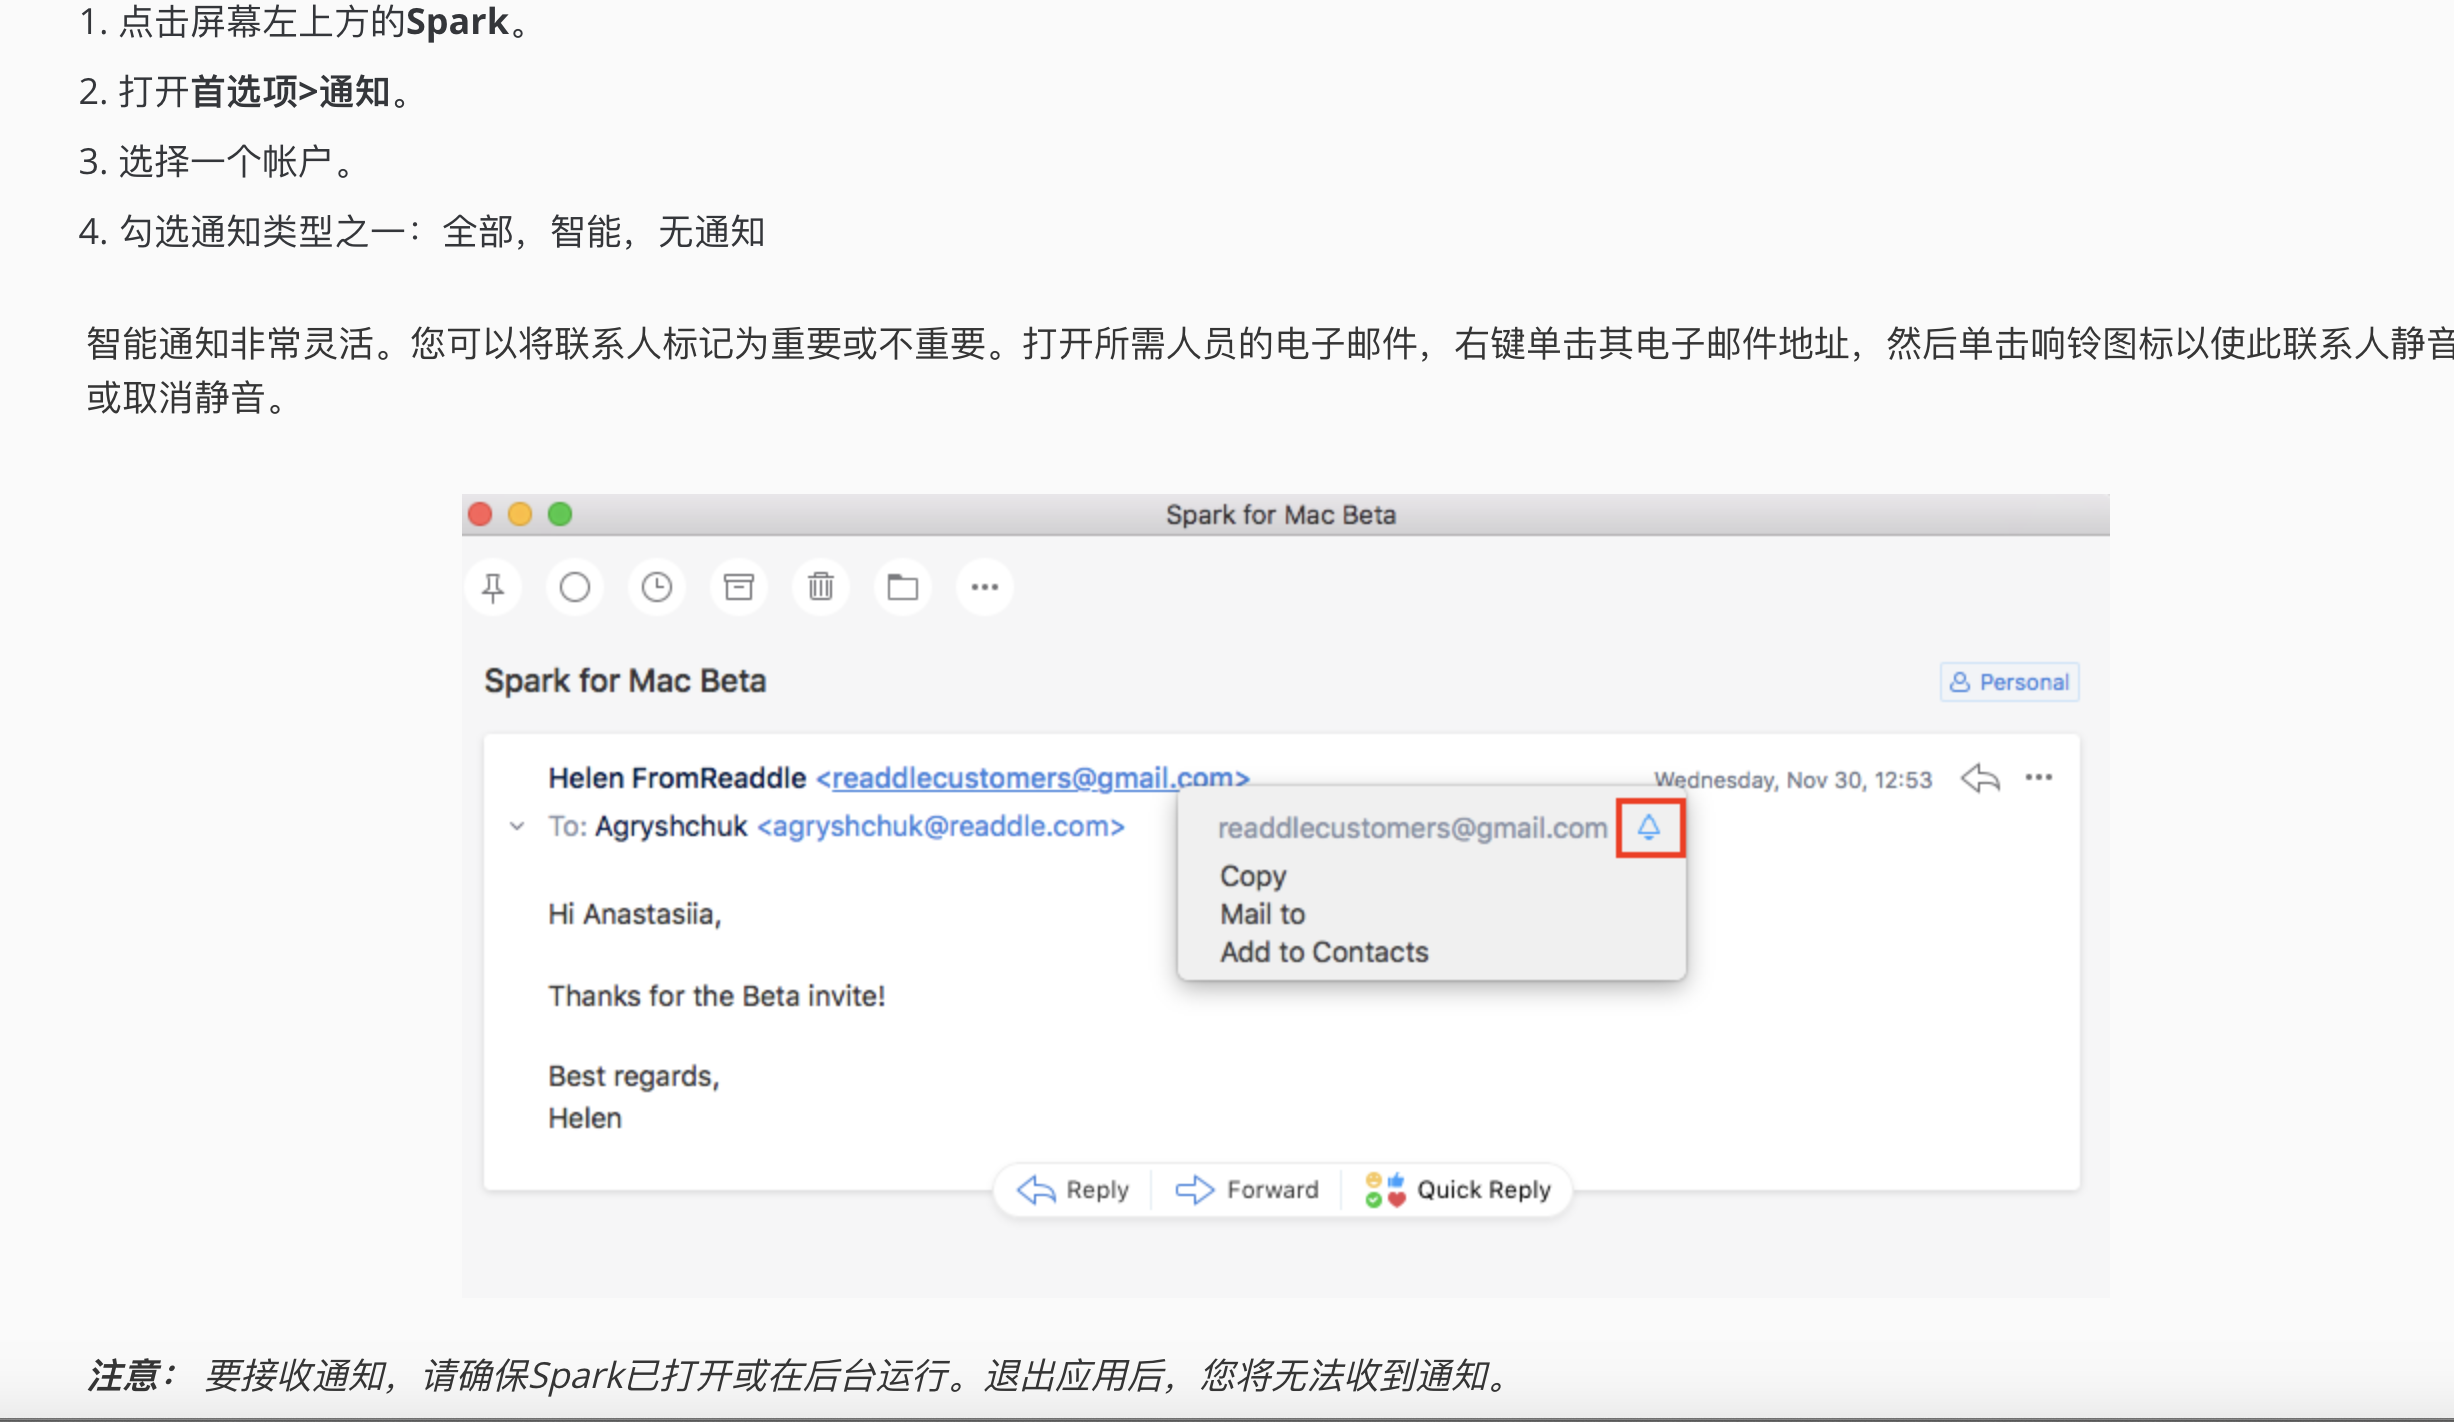 1. 点击屏幕左上方的Spark。
2. 打开首选项>通知。
3. 选择一个帐户。
4. 勾选通知类型之一：全部，智能，无通知
智能通知非常灵活。您可以将联系人标记为重要或不重要。打开所需人员的电子邮件，右键单击其电子邮件地址，然后单击响铃图标以使此联系人静音
或取消静音。
Spark for Mac Beta
Spark for Mac Beta
Personal
Helen FromReaddle <readdlecustomers@gmail.com>
Wednesday, Nov 30, 12:53
To: Agryshchuk <agryshchuk@readdle.com>
readdlecustomers@gmail.com
Copy
Mail to
Add to Contacts
Hi Anastasiia,
Thanks for the Beta invite!
Best regards,
Helen
Reply
Forward
Quick Reply
注意： 要接收通知，请确保Spark已打开或在后台运行。退出应用后，您将无法收到通知。